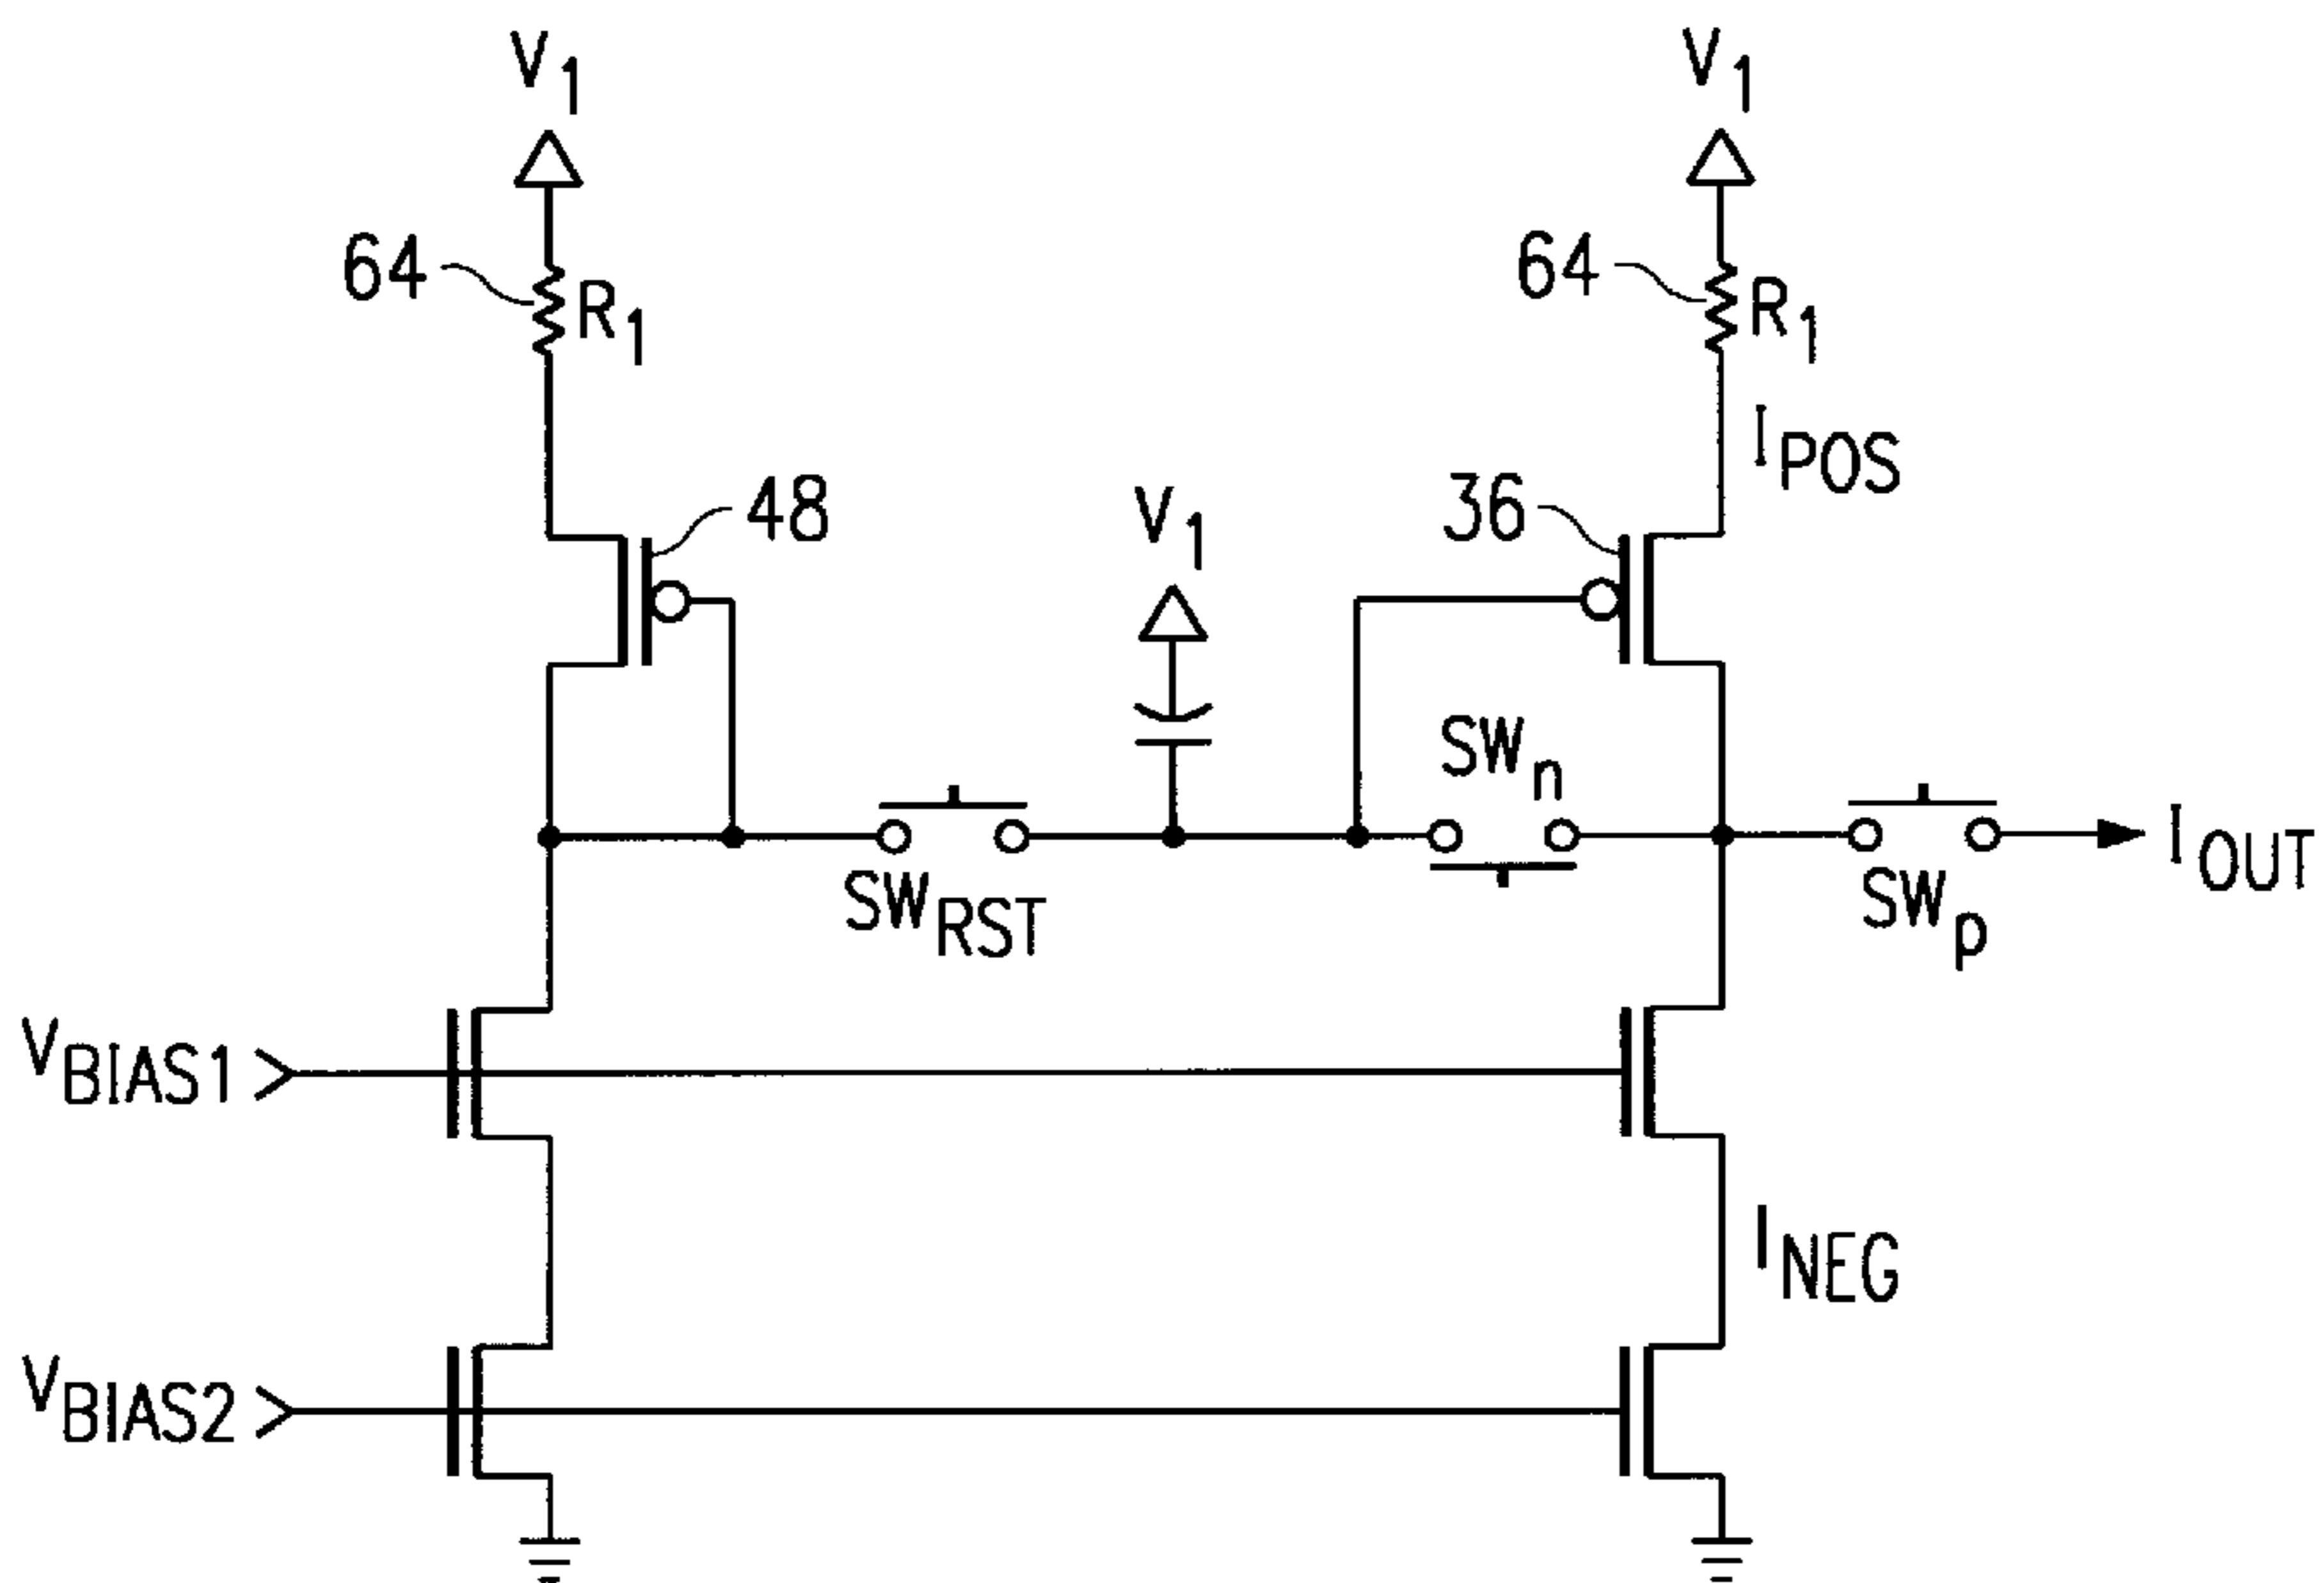 V1
V1
64
R1
64
R1
IPOS
48
V1
36
SWn
SWRST
SWp
IOUT
VBIAS1
INEG
VBIAS2